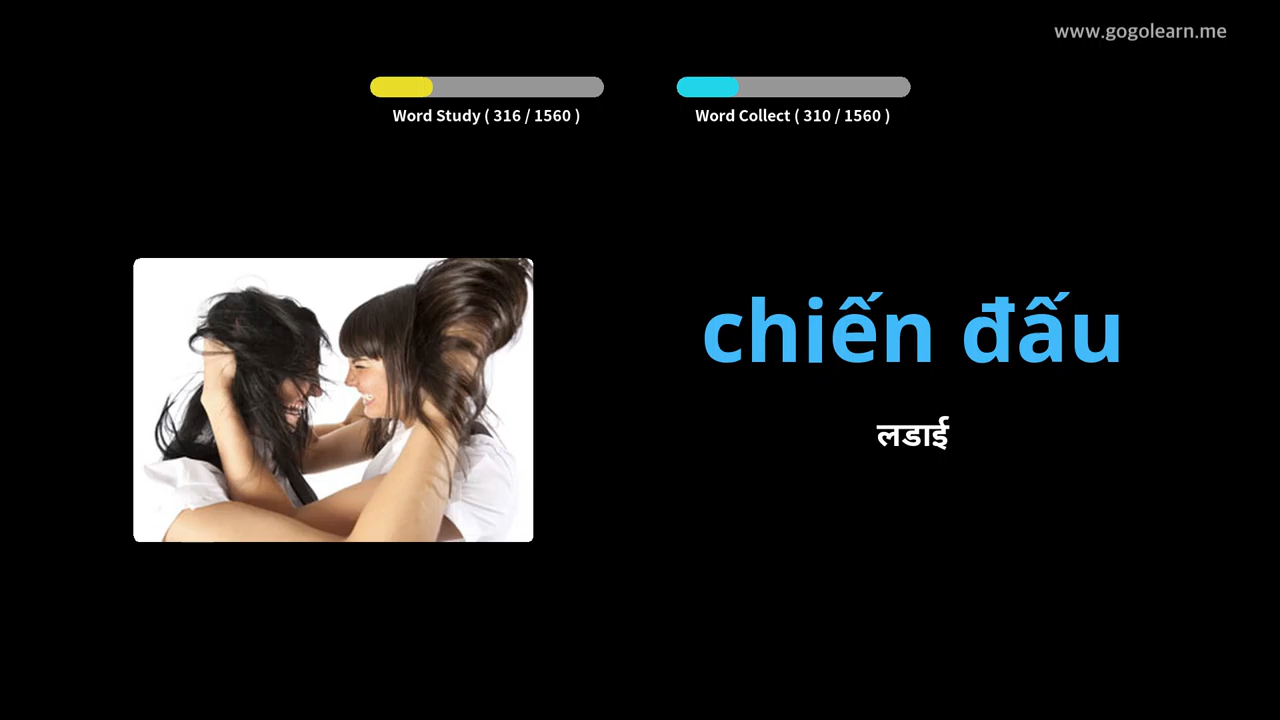 www.gogolearn.me
Word Study ( 316 / 1560 )
Word Collect ( 310 / 1560 )
chiến đấu
लडाई